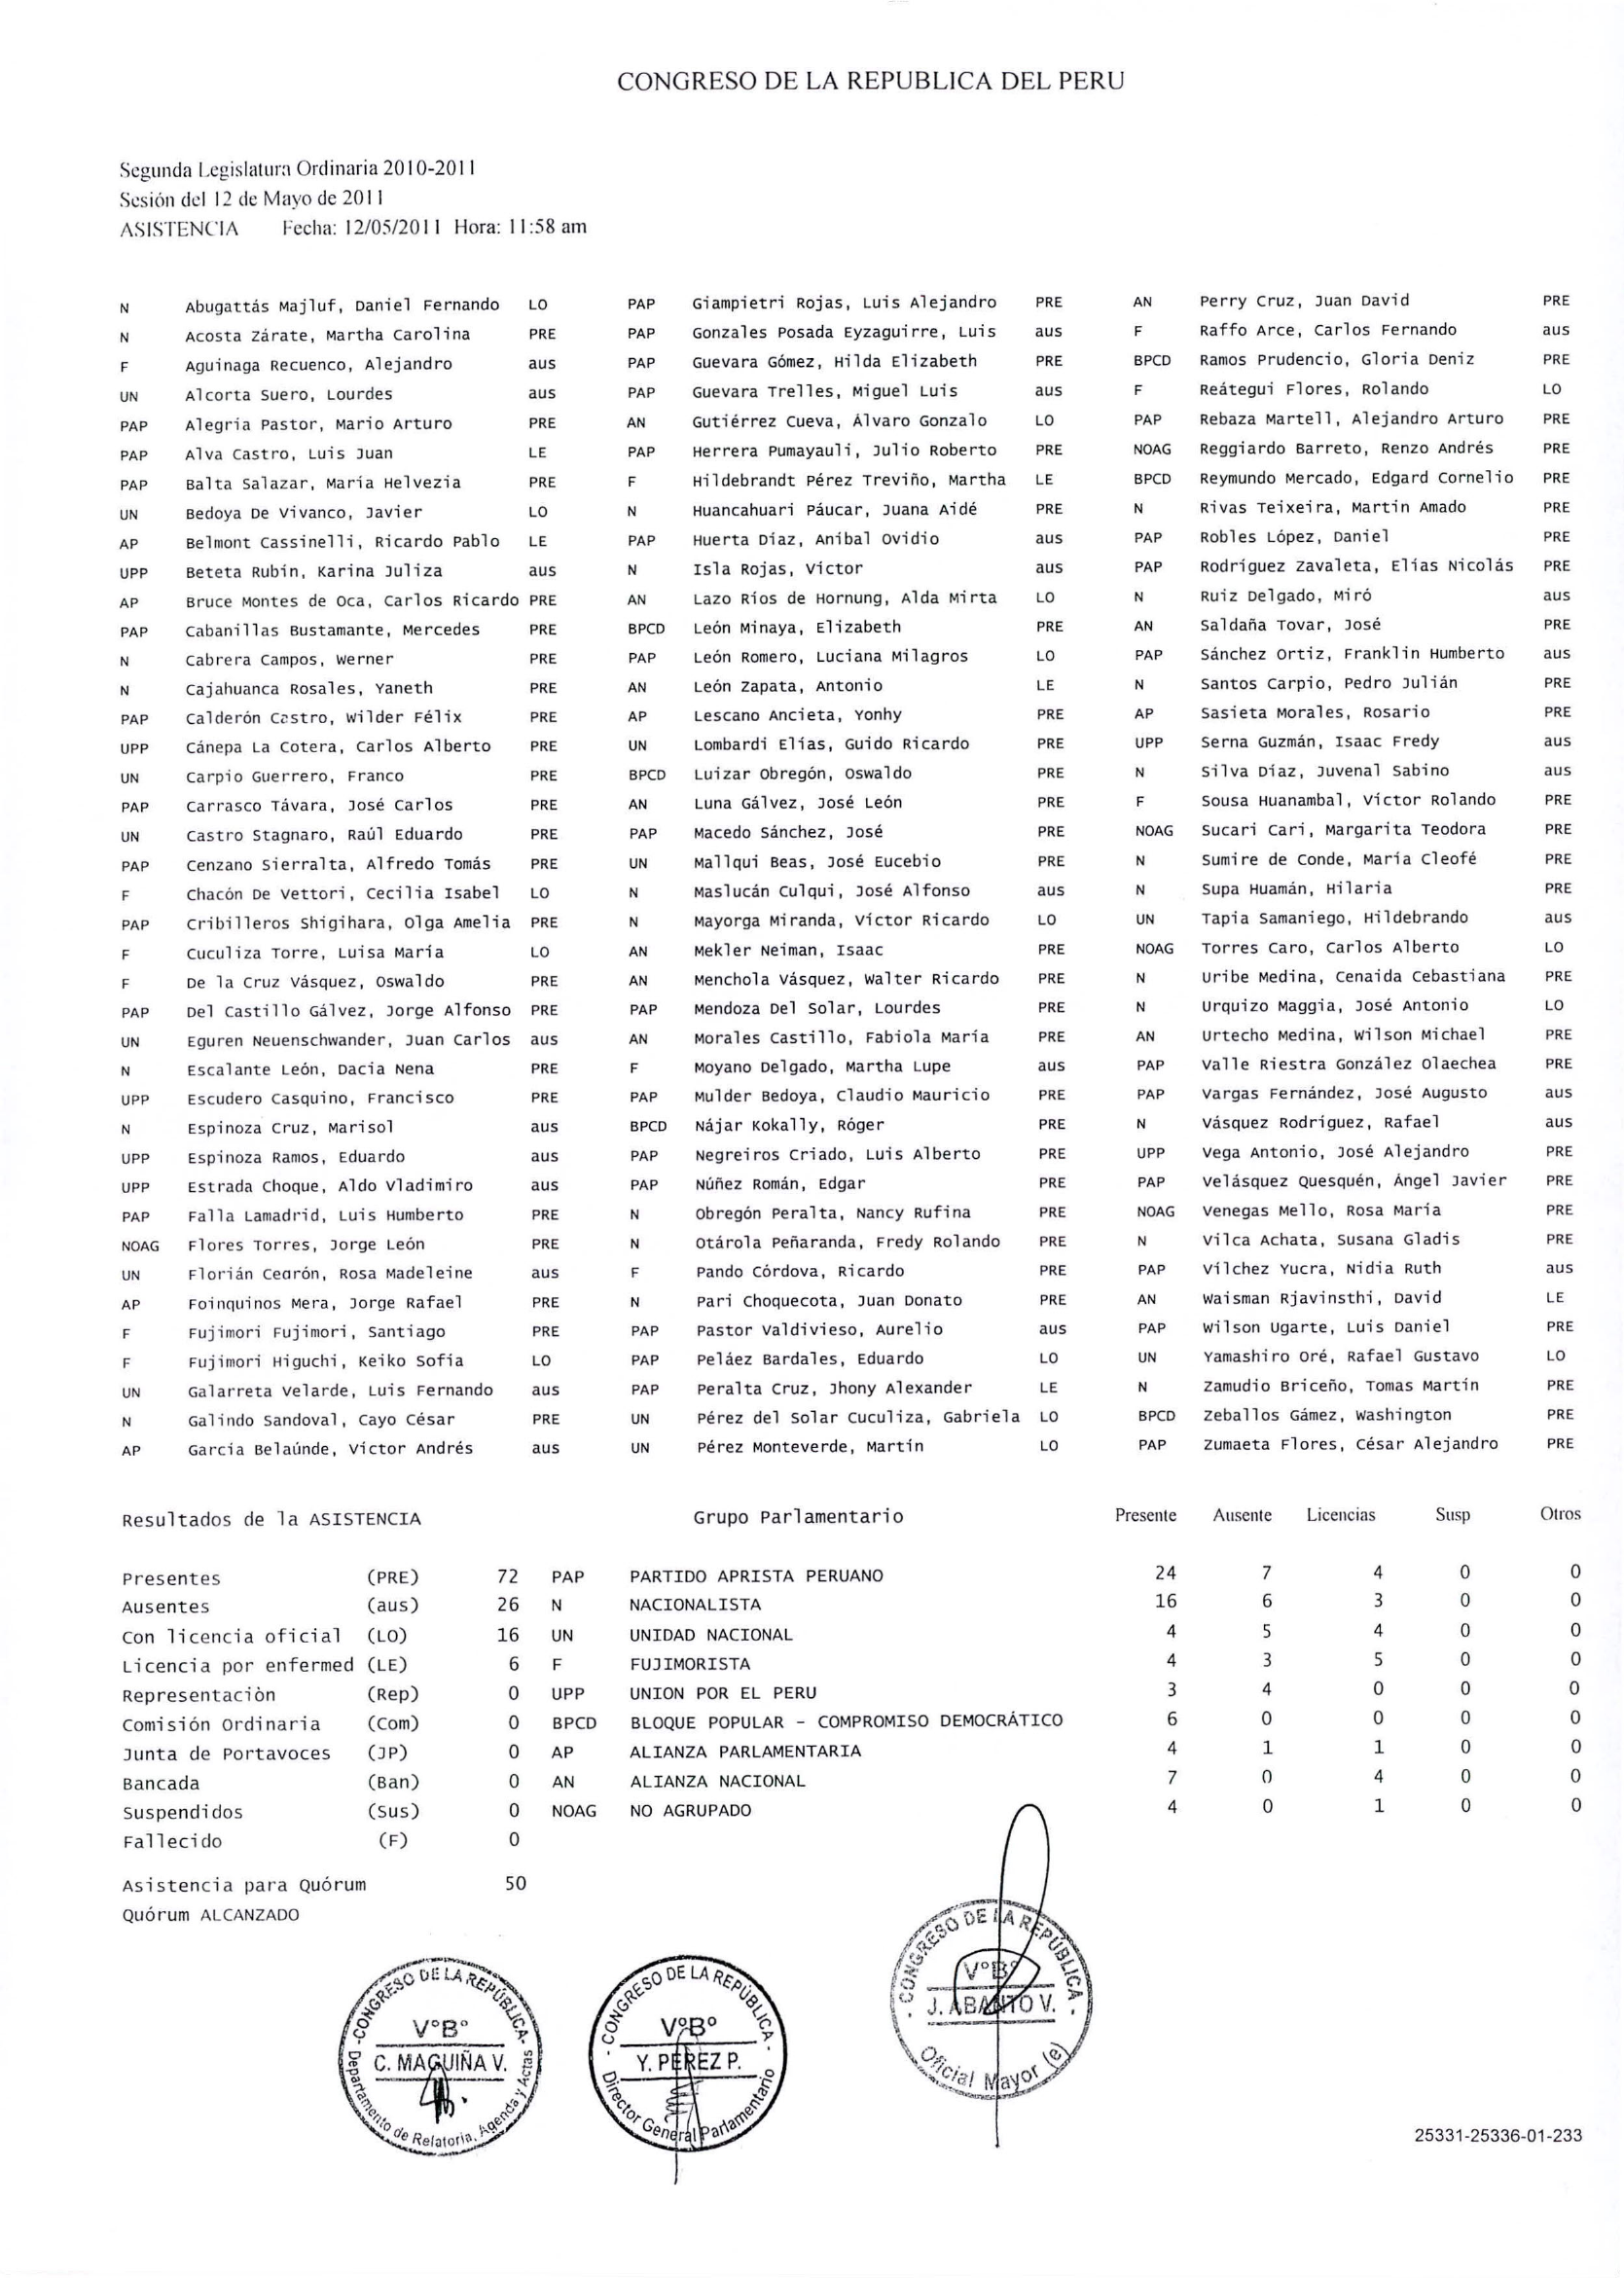 CONGRESO DE LA REPUBLICA DEL PERU
Segunda Legislatura Ordinaria 2010-2011
Sesión del 12 de Mayo de 2011
ASISTENCIA Fecha: 12/05/2011 Hora: 11:58 am
N Abugattás Majluf, Daniel Fernando LO
N Acosta Zárate, Martha Carolina PRE
F Aguinaga Recuenco, Alejandro aus
UN Alcorta Suero, Lourdes aus
PAP Alegría Pastor, Mario Arturo PRE
PAP Alva Castro, Luis Juan LE
PAP Balta Salazar, María Helvezia PRE
UN Bedoya De Vivanco, Javier LO
AP Belmont Cassinelli, Ricardo Pablo LE
UPP Beteta Rubín, Karina Juliza aus
AP Bruce Montes de Oca, Carlos Ricardo PRE
PAP Cabanillas Bustamante, Mercedes PRE
N Cabrera Campos, Werner PRE
N Cajahuanca Rosales, Yaneth PRE
PAP Calderón Castro, Wilder Félix PRE
UPP Cánepa La Cotera, Carlos Alberto PRE
UN Carpio Guerrero, Franco PRE
PAP Carrasco Távara, José Carlos PRE
UN Castro Stagnaro, Raúl Eduardo PRE
PAP Cenzano Sierralta, Alfredo Tomás PRE
F Chacón De Vettori, Cecilia Isabel LO
PAP Cribilleros Shigihara, Olga Amelia PRE
F Cuculiza Torre, Luisa María LO
F De la Cruz Vásquez, Oswaldo PRE
PAP Del Castillo Gálvez, Jorge Alfonso PRE
UN Eguren Neuenschwander, Juan Carlos aus
N Escalante León, Dacia Nena PRE
UPP Escudero Casquino, Francisco PRE
N Espinoza Cruz, Marisol aus
UPP Espinoza Ramos, Eduardo aus
UPP Estrada Choque, Aldo Vladimiro aus
PAP Falla Lamadrid, Luis Humberto PRE
NOAG Flores Torres, Jorge León PRE
UN Florián Cedrón, Rosa Madeleine aus
AP Foinquinos Mera, Jorge Rafael PRE
F Fujimori Fujimori, Santiago PRE
F Fujimori Higuchi, Keiko Sofía LO
UN Galarreta Velarde, Luis Fernando aus
N Galindo Sandoval, Cayo César PRE
AP García Belaúnde, Víctor Andrés aus
PAP Giampietri Rojas, Luis Alejandro PRE
PAP Gonzales Posada Eyzaguirre, Luis aus
PAP Guevara Gómez, Hilda Elizabeth PRE
PAP Guevara Trelles, Miguel Luis aus
AN Gutiérrez Cueva, Álvaro Gonzalo LO
PAP Herrera Pumayauli, Julio Roberto PRE
F Hildebrandt Pérez Treviño, Martha LE
N Huancahuari Páucar, Juana Aidé PRE
PAP Huerta Díaz, Aníbal Ovidio aus
N Isla Rojas, Víctor aus
AN Lazo Ríos de Hornung, Alda Mirta LO
BPCD León Minaya, Elizabeth PRE
PAP León Romero, Luciana Milagros LO
AN León Zapata, Antonio LE
AP Lescano Ancieta, Yonhy PRE
UN Lombardi Elías, Guido Ricardo PRE
BPCD Luizar Obregón, Oswaldo PRE
AN Luna Gálvez, José León PRE
PAP Macedo Sánchez, José PRE
UN Mallqui Beas, José Eucebio PRE
N Maslucán Culqui, José Alfonso aus
N Mayorga Miranda, Víctor Ricardo LO
AN Mekler Neiman, Isaac PRE
AN Menchola Vásquez, Walter Ricardo PRE
PAP Mendoza Del Solar, Lourdes PRE
AN Morales Castillo, Fabiola María PRE
F Moyano Delgado, Martha Lupe aus
PAP Mulder Bedoya, Claudio Mauricio PRE
BPCD Nájar Kokally, Róger PRE
PAP Negreiros Criado, Luis Alberto PRE
PAP Núñez Román, Edgar PRE
N Obregón Peralta, Nancy Rufina PRE
N Otárola Peñaranda, Fredy Rolando PRE
F Pando Córdova, Ricardo PRE
N Pari Choquecota, Juan Donato PRE
PAP Pastor Valdivieso, Aurelio aus
PAP Peláez Bardales, Eduardo LO
PAP Peralta Cruz, Jhony Alexander LE
UN Pérez del Solar Cuculiza, Gabriela LO
UN Pérez Monteverde, Martín LO
AN Perry Cruz, Juan David PRE
F Raffo Arce, Carlos Fernando aus
BPCD Ramos Prudencio, Gloria Deniz PRE
F Reátegui Flores, Rolando LO
PAP Rebaza Martell, Alejandro Arturo PRE
NOAG Reggiardo Barreto, Renzo Andrés PRE
BPCD Reymundo Mercado, Edgard Cornelio PRE
N Rivas Teixeira, Martín Amado PRE
PAP Robles López, Daniel PRE
PAP Rodríguez Zavaleta, Elías Nicolás PRE
N Ruiz Delgado, Miró aus
AN Saldaña Tovar, José PRE
PAP Sánchez Ortiz, Franklin Humberto aus
N Santos Carpio, Pedro Julián PRE
AP Sasieta Morales, Rosario PRE
UPP Serna Guzmán, Isaac Fredy aus
N Silva Díaz, Juvenal Sabino aus
F Sousa Huanambal, Víctor Rolando PRE
NOAG Sucari Cari, Margarita Teodora PRE
N Sumire de Conde, María Cleofé PRE
N Supa Huamán, Hilaria PRE
UN Tapia Samaniego, Hildebrando aus
NOAG Torres Caro, Carlos Alberto LO
N Uribe Medina, Cenaida Cebastiana PRE
N Urquizo Maggia, José Antonio LO
AN Urtecho Medina, Wilson Michael PRE
PAP Valle Riestra González Olaechea PRE
PAP Vargas Fernández, José Augusto aus
N Vásquez Rodríguez, Rafael aus
UPP Vega Antonio, José Alejandro PRE
PAP Velásquez Quesquén, Ángel Javier PRE
NOAG Venegas Mello, Rosa María PRE
N Vilca Achata, Susana Gladis PRE
PAP Vílchez Yucra, Nidia Ruth aus
AN Waisman Rjavinsthi, David LE
PAP Wilson Ugarte, Luis Daniel PRE
UN Yamashiro Oré, Rafael Gustavo LO
N Zamudio Briceño, Tomas Martín PRE
BPCD Zeballos Gámez, Washington PRE
PAP Zumaeta Flores, César Alejandro PRE
Resultados de la ASISTENCIA
Presentes (PRE) 72
Ausentes (aus) 26
Con licencia oficial (LO) 16
Licencia por enfermed (LE) 6
Representaciòn (Rep) 0
Comisión Ordinaria (Com) 0
Junta de Portavoces (JP) 0
Bancada (Ban) 0
Suspendidos (Sus) 0
Fallecido (F) 0
Asistencia para Quórum 50
Quórum ALCANZADO
Grupo Parlamentario Presente Ausente Licencias Susp Otros
PAP PARTIDO APRISTA PERUANO 24 7 4 0 0
N NACIONALISTA 16 6 3 0 0
UN UNIDAD NACIONAL 4 5 4 0 0
F FUJIMORISTA 4 3 5 0 0
UPP UNION POR EL PERU 3 4 0 0 0
BPCD BLOQUE POPULAR - COMPROMISO DEMOCRÁTICO 6 0 0 0 0
AP ALIANZA PARLAMENTARIA 4 1 1 0 0
AN ALIANZA NACIONAL 7 0 4 0 0
NOAG NO AGRUPADO 4 0 1 0 0
-CONGRESO DE LA REPÚBLICA-
V°B°
C. MAGUIÑA V.
Departamento de Relatoria, Agenda y Actas
- CONGRESO DE LA REPÚBLICA -
V°B°
Y. PEREZ P.
Director General Parlamentario
- CONGRESO DE LA REPÚBLICA -
V°B°
J. ABANTO V.
Oficial Mayor (e)
25331-25336-01-233